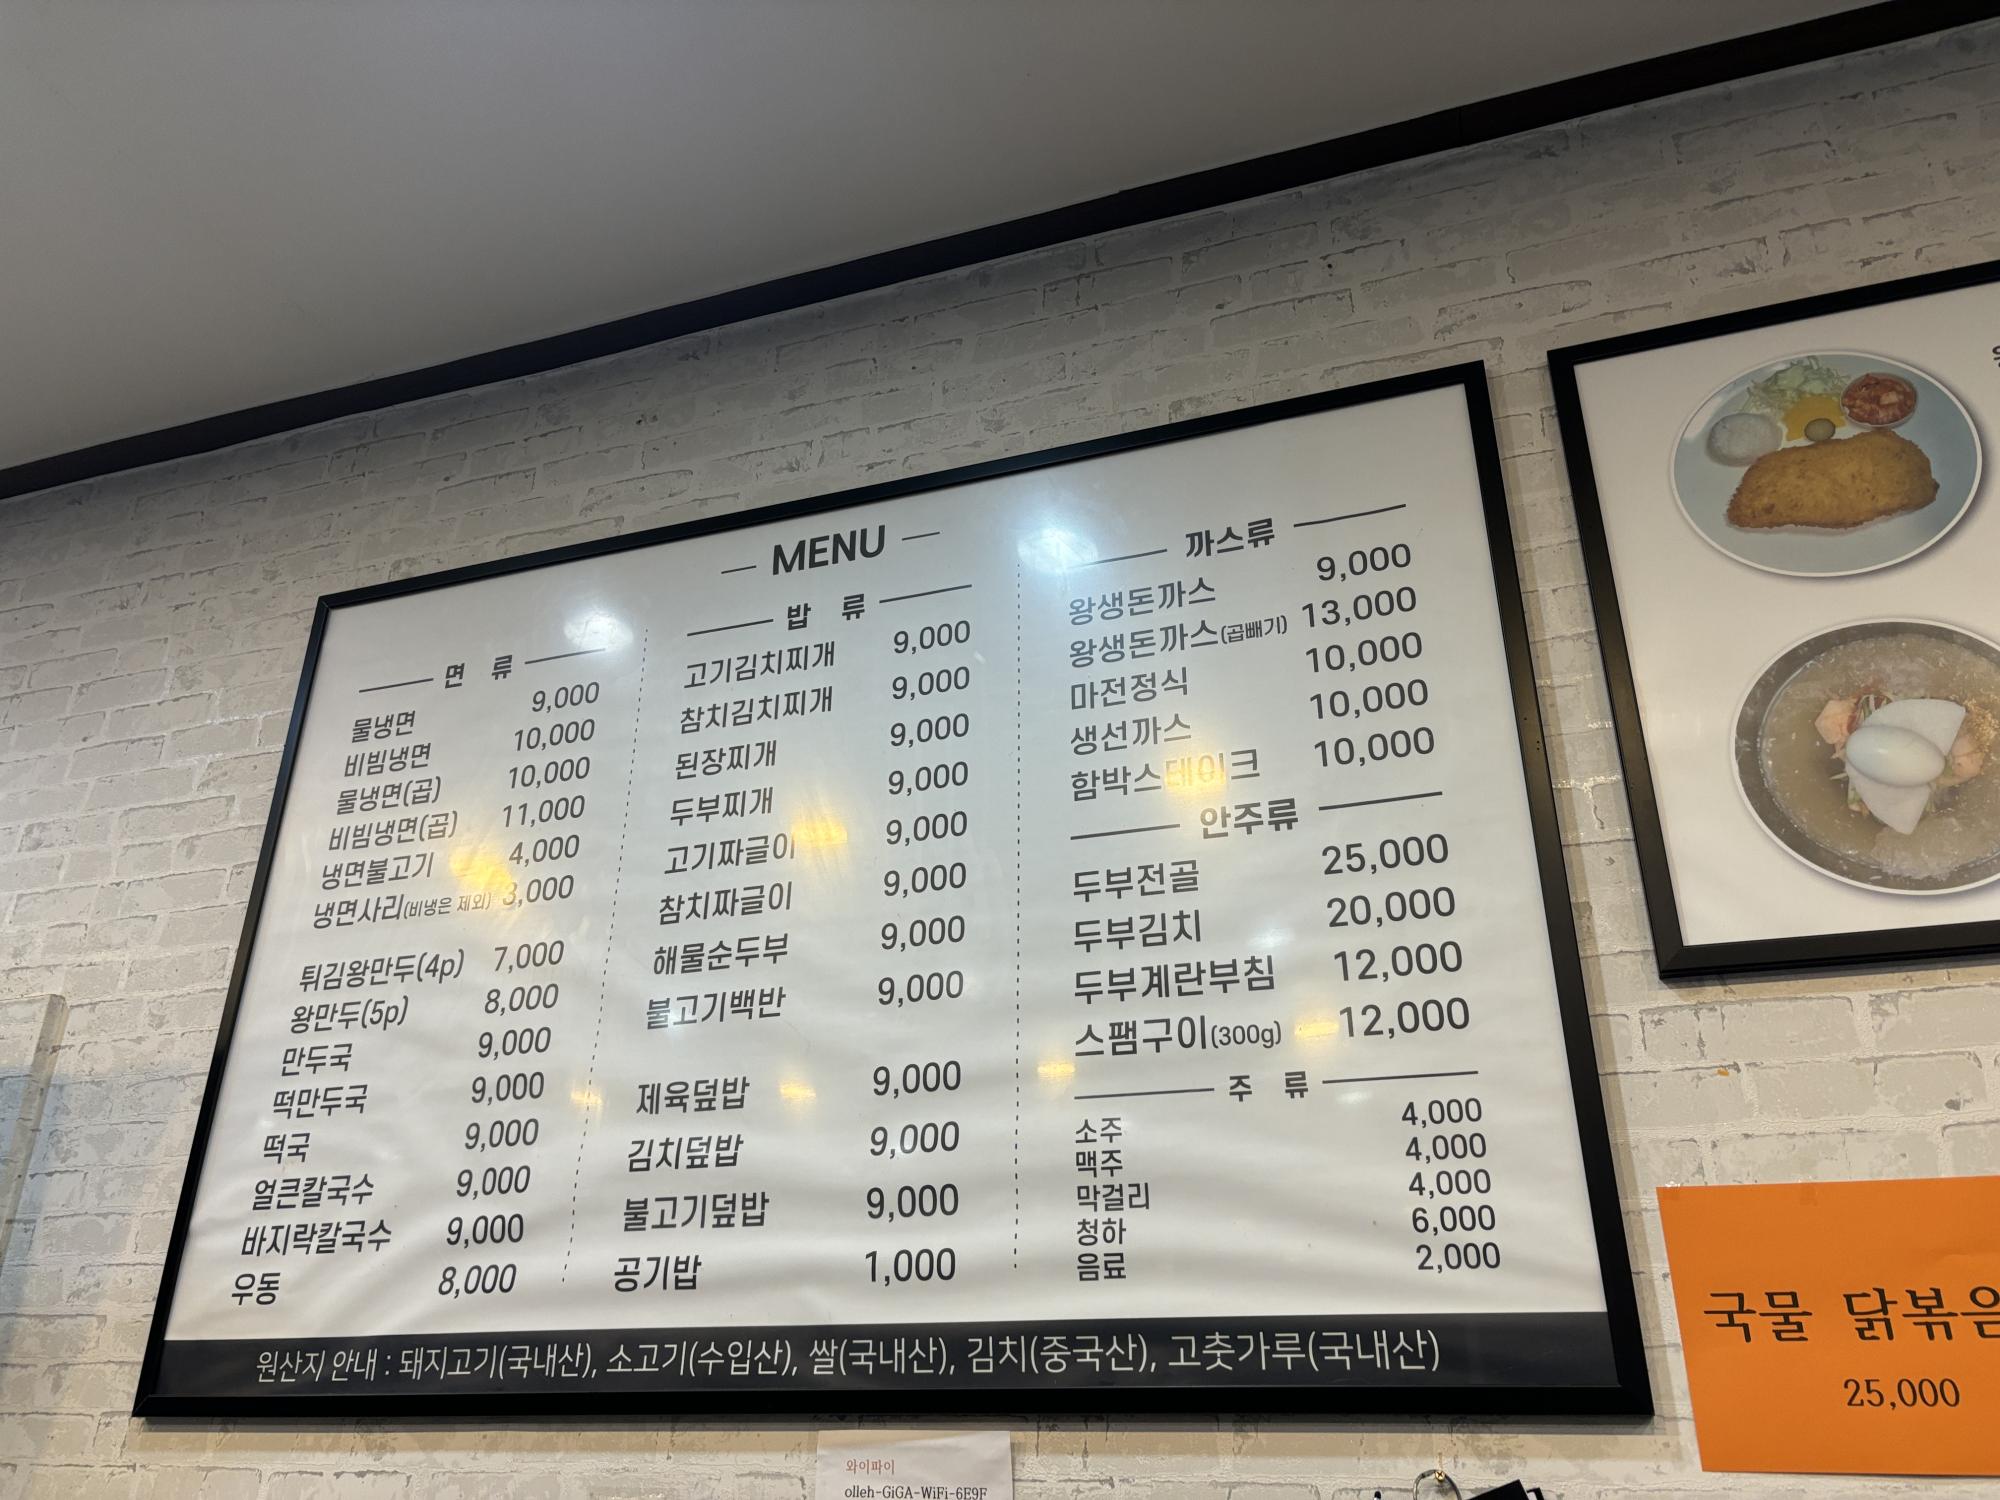 MENU
면 류
물냉면 9,000
비빔냉면 10,000
물냉면(곱) 10,000
비빔냉면(곱) 11,000
냉면불고기 4,000
냉면사리(비냉은 제외) 3,000
튀김왕만두(4p) 7,000
왕만두(5p) 8,000
만두국 9,000
떡만두국 9,000
떡국 9,000
얼큰칼국수 9,000
바지락칼국수 9,000
우동 8,000
밥 류
고기김치찌개 9,000
참치김치찌개 9,000
된장찌개 9,000
두부찌개 9,000
고기짜글이 9,000
참치짜글이 9,000
해물순두부 9,000
불고기백반 9,000
제육덮밥 9,000
김치덮밥 9,000
불고기덮밥 9,000
공기밥 1,000
까스류
왕생돈까스 9,000
왕생돈까스(곱빼기) 13,000
마전정식 10,000
생선까스 10,000
함박스테이크 10,000
안주류
두부전골 25,000
두부김치 20,000
두부계란부침 12,000
스팸구이(300g) 12,000
주 류
소주 4,000
맥주 4,000
막걸리 4,000
청하 6,000
음료 2,000
원산지 안내 : 돼지고기(국내산), 소고기(수입산), 쌀(국내산), 김치(중국산), 고춧가루(국내산)
국물 닭볶음
25,000
와이파이
olleh-GiGA-WiFi-6E9F